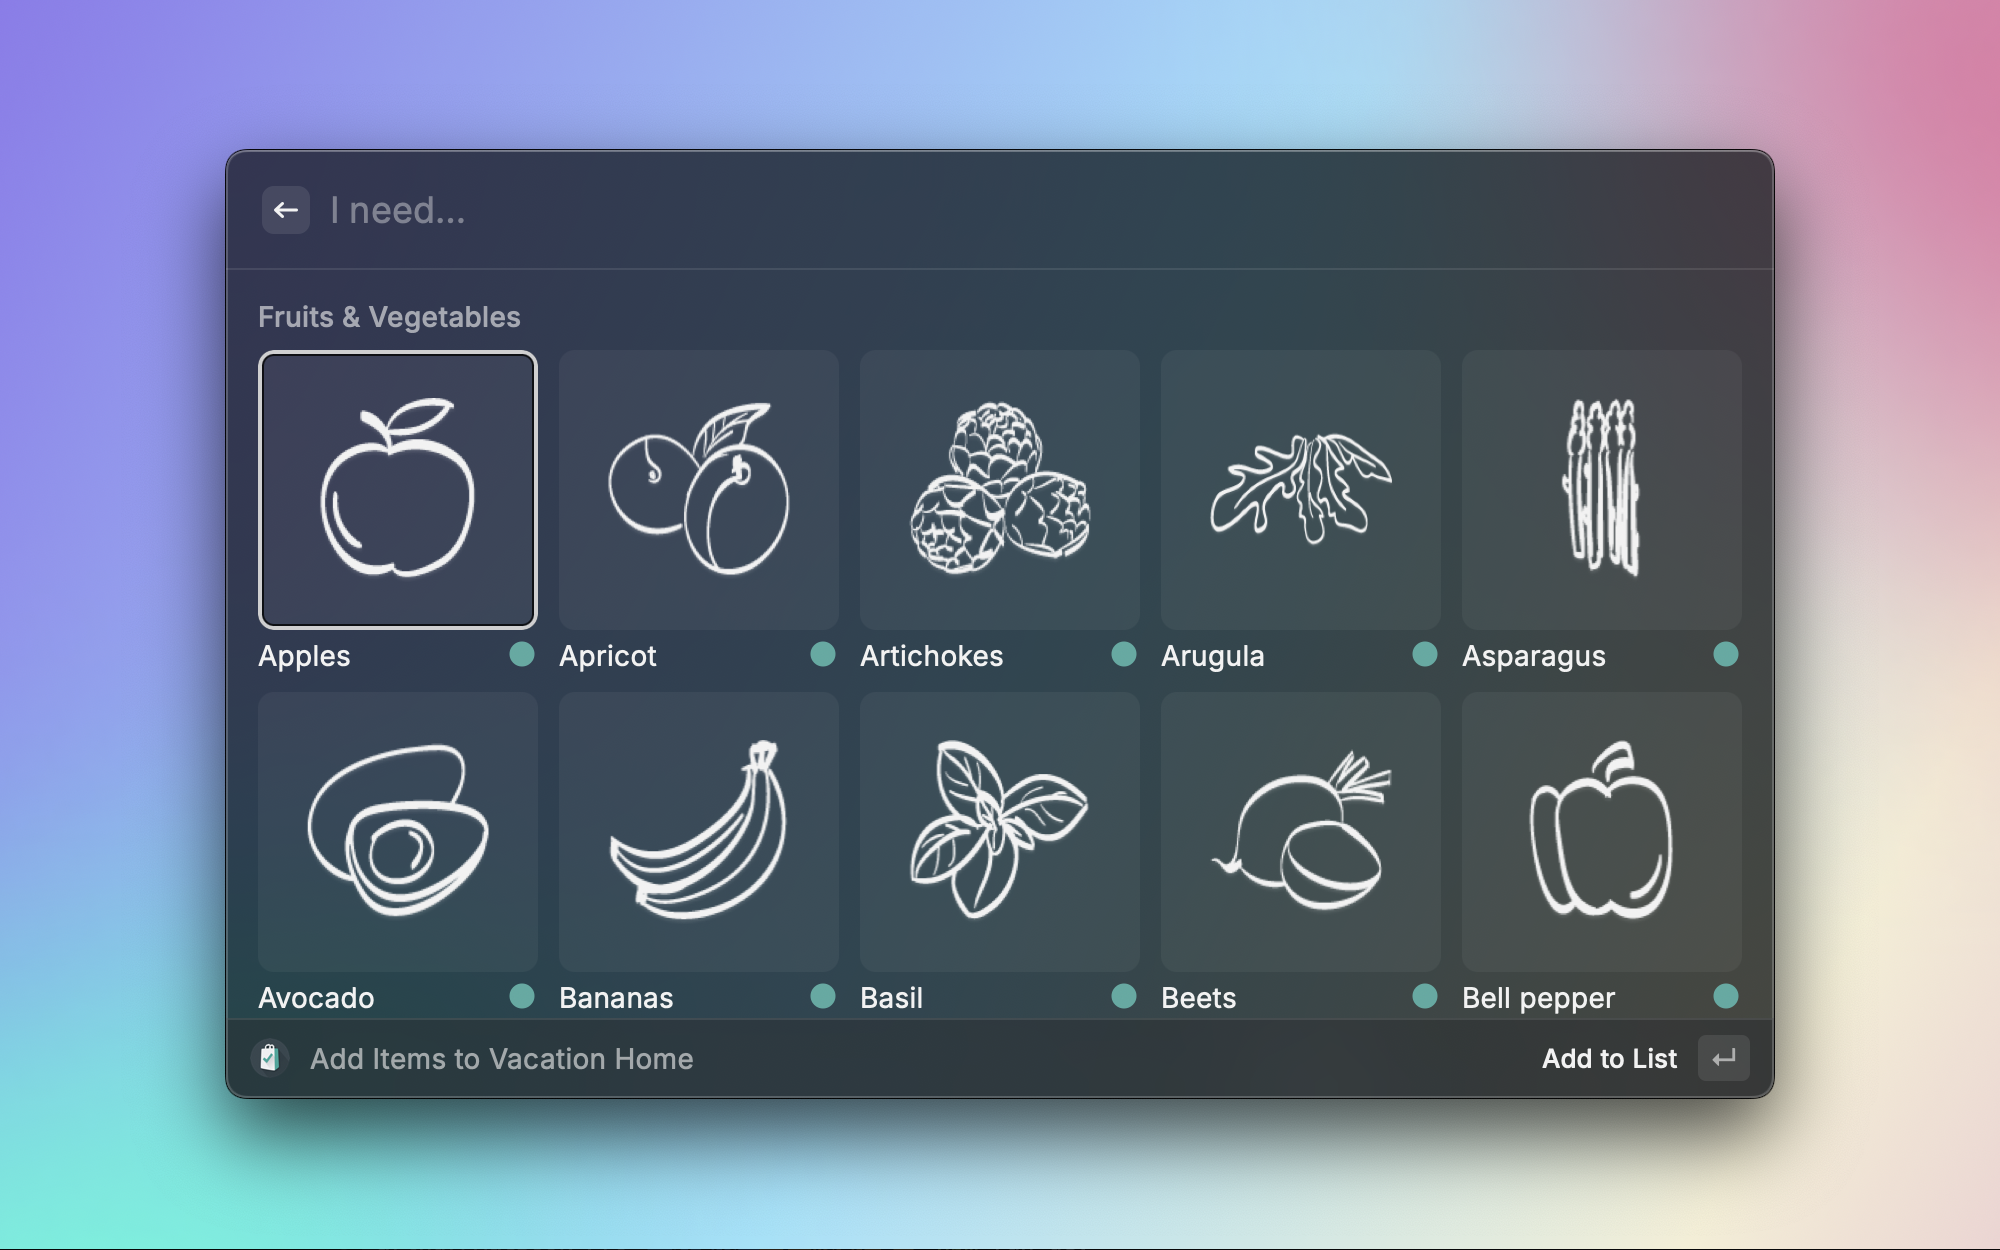 I need...
Fruits & Vegetables
Apples
Apricot
Artichokes
Arugula
Asparagus
Avocado
Bananas
Basil
Beets
Bell pepper
Add Items to Vacation Home
Add to List